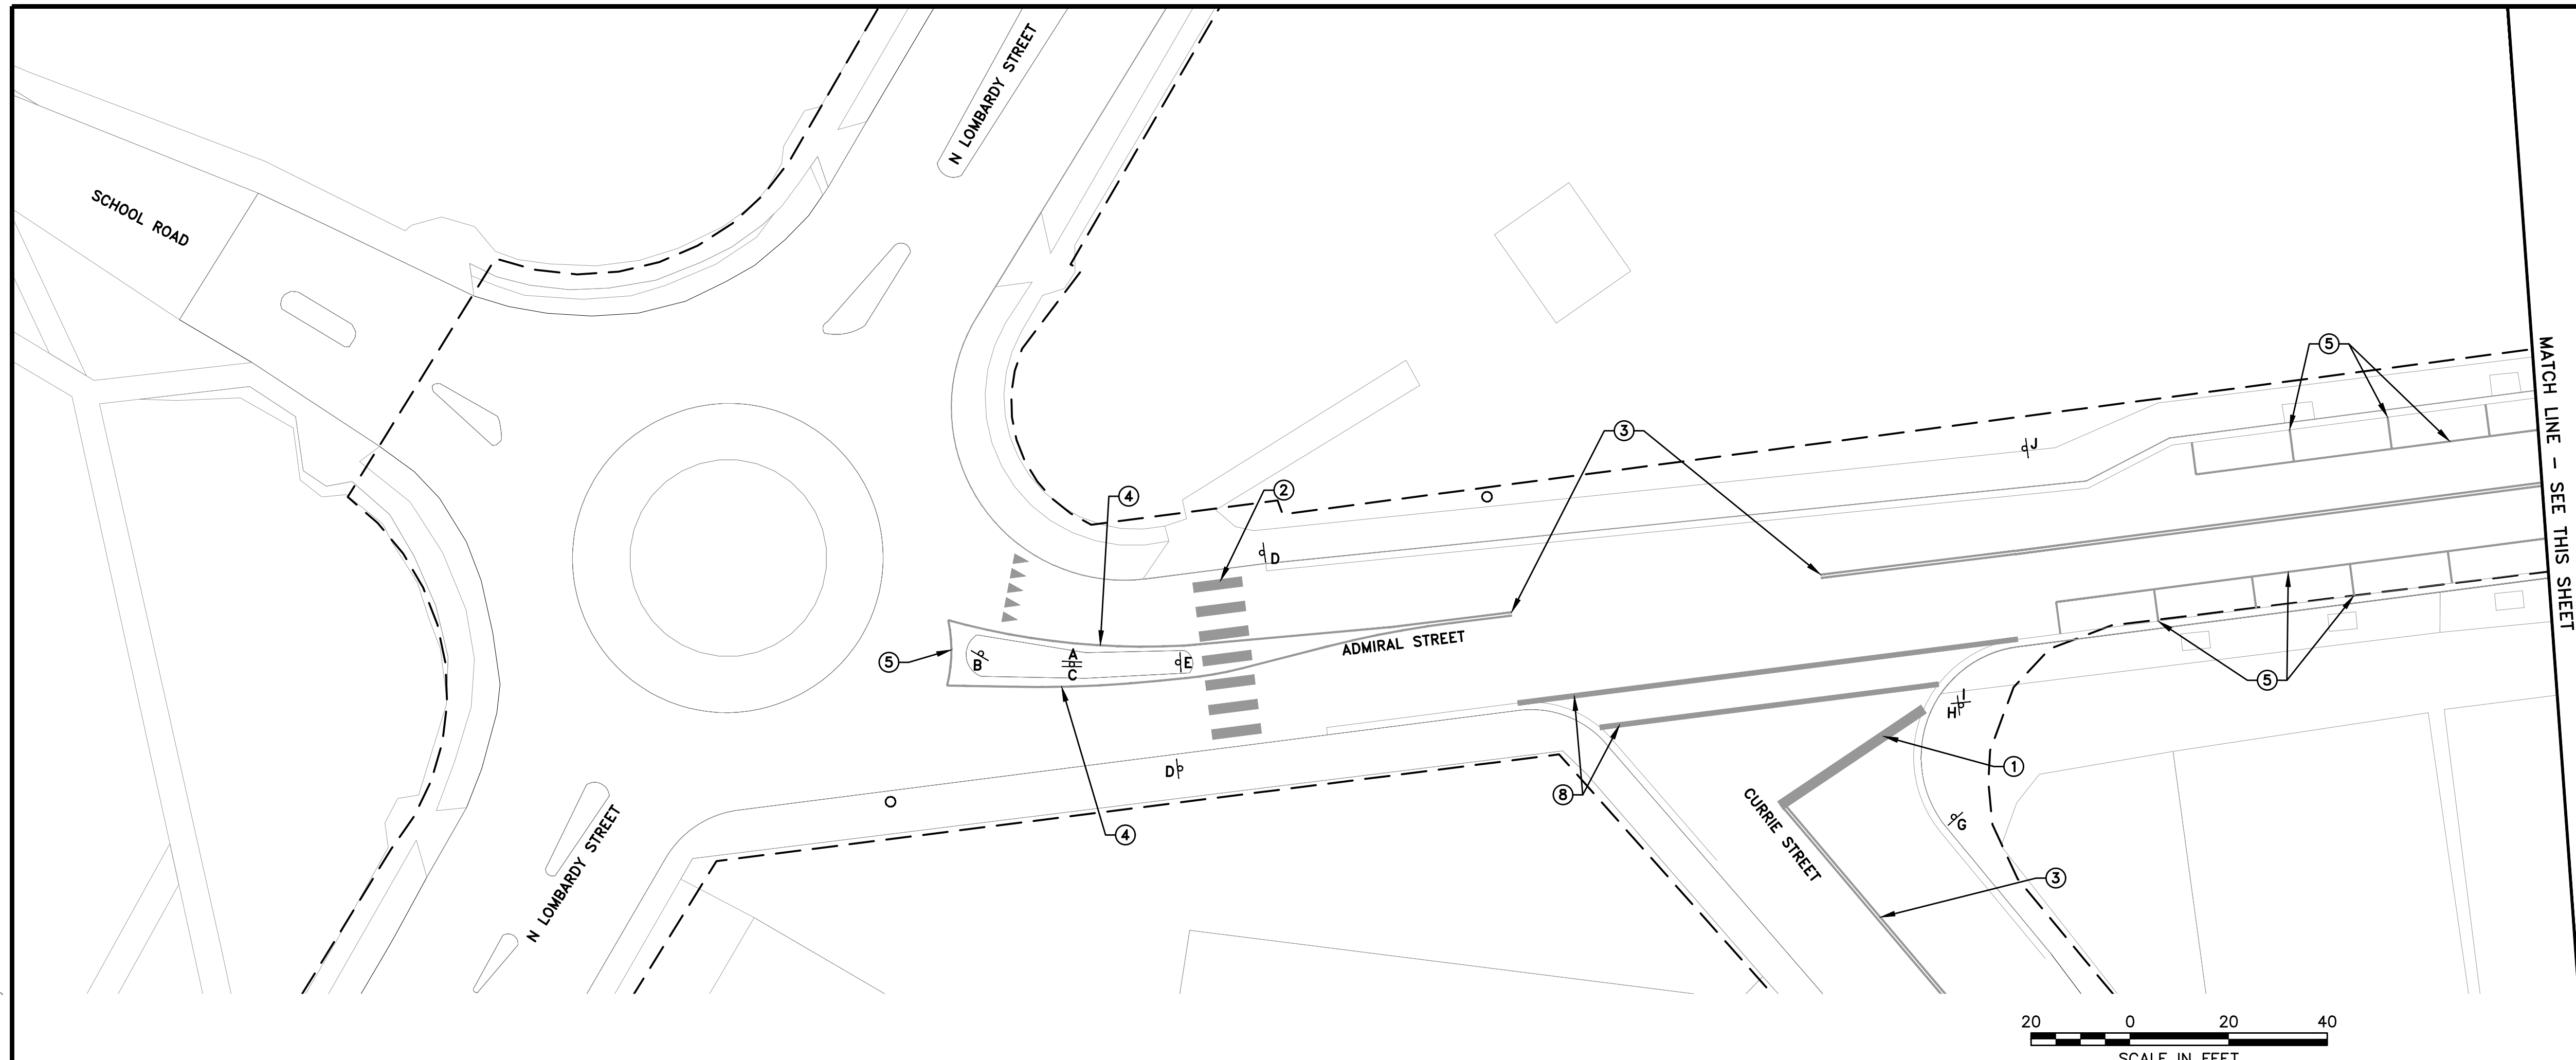 N LOMBARDY STREET
SCHOOL ROAD
5
MATCH LINE - SEE THIS SHEET
3
J
4
2
D
ADMIRAL STREET
5
B
A
C
E
5
I
H
D
1
8
4
CURRIE STREET
G
3
N LOMBARDY STREET
20 0 20 40
SCALE IN FEET